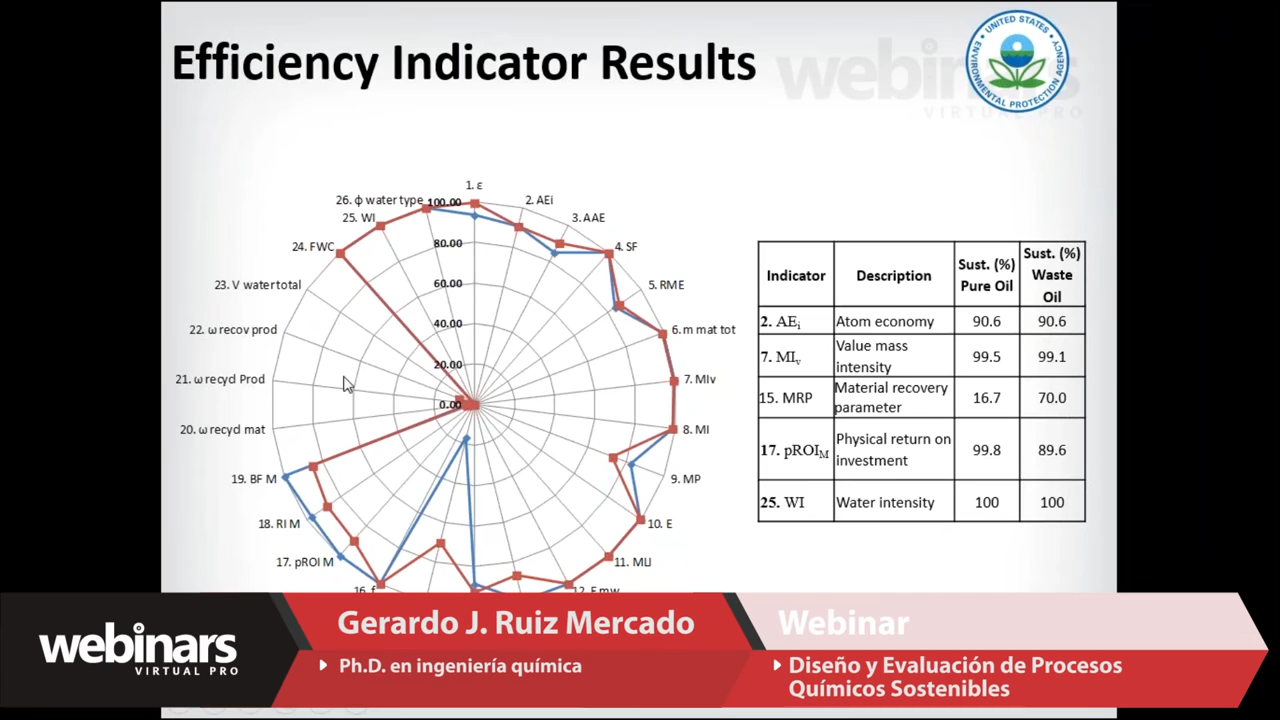 Efficiency Indicator Results
webinars
VIRTUAL PRO
UNITED STATES
ENVIRONMENTAL PROTECTION AGENCY
1. ε
2. AEi
3. AAE
4. SF
5. RME
6. m mat tot
7. MIv
8. MI
9. MP
10. E
11. MLI
12. E mw
16. f
17. pROI M
18. RI M
19. BF M
20. ω recycl mat
21. ω recycl Prod
22. ω recov prod
23. V water total
24. FWC
25. WI
26. ϕ water type
100.00
80.00
60.00
40.00
20.00
0.00
Indicator Description Sust. (%) Pure Oil Sust. (%) Waste Oil
2. AEi Atom economy 90.6 90.6
7. MIv Value mass intensity 99.5 99.1
15. MRP Material recovery parameter 16.7 70.0
17. pROIM Physical return on investment 99.8 89.6
25. WI Water intensity 100 100
webinars
VIRTUAL PRO
Gerardo J. Ruiz Mercado
Ph.D. en ingeniería química
Webinar
Diseño y Evaluación de Procesos
Químicos Sostenibles